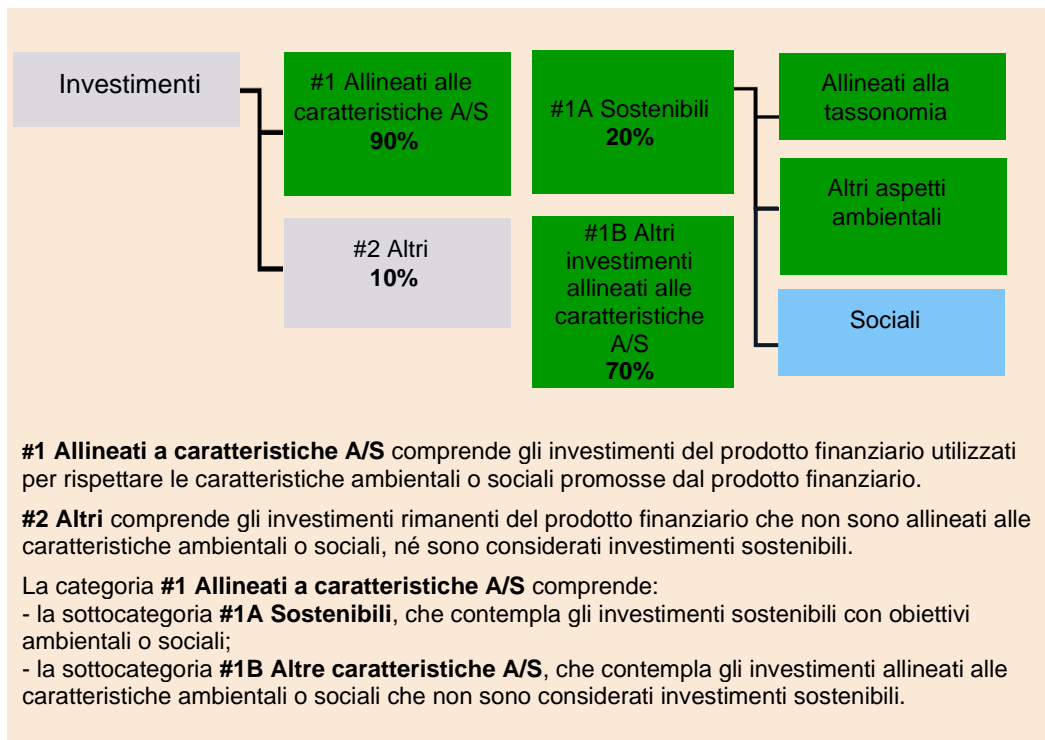 Investimenti
#1 Allineati alle
caratteristiche A/S
90%
#2 Altri
10%
#1A Sostenibili
20%
#1B Altri
investimenti
allineati alle
caratteristiche
A/S
70%
Allineati alla
tassonomia
Altri aspetti
ambientali
Sociali
#1 Allineati a caratteristiche A/S comprende gli investimenti del prodotto finanziario utilizzati
per rispettare le caratteristiche ambientali o sociali promosse dal prodotto finanziario.
#2 Altri comprende gli investimenti rimanenti del prodotto finanziario che non sono allineati alle
caratteristiche ambientali o sociali, né sono considerati investimenti sostenibili.
La categoria #1 Allineati a caratteristiche A/S comprende:
- la sottocategoria #1A Sostenibili, che contempla gli investimenti sostenibili con obiettivi
ambientali o sociali;
- la sottocategoria #1B Altre caratteristiche A/S, che contempla gli investimenti allineati alle
caratteristiche ambientali o sociali che non sono considerati investimenti sostenibili.